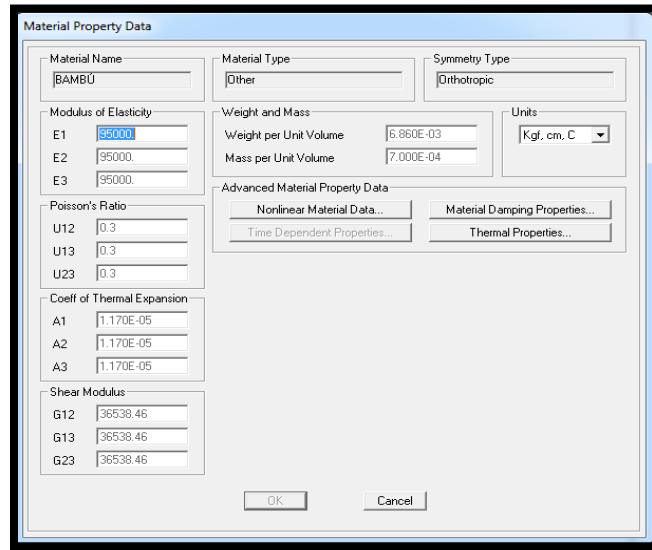 Material Property Data
Material Name
BAMBÚ
Material Type
Other
Symmetry Type
Orthotropic
Modulus of Elasticity
E1 95000.
E2 95000.
E3 95000.
Weight and Mass
Weight per Unit Volume 6.860E-03
Mass per Unit Volume 7.000E-04
Units
Kgf, cm, C
Poisson's Ratio
U12 0.3
U13 0.3
U23 0.3
Advanced Material Property Data
Nonlinear Material Data... Material Damping Properties...
Time Dependent Properties... Thermal Properties...
Coeff of Thermal Expansion
A1 1.170E-05
A2 1.170E-05
A3 1.170E-05
Shear Modulus
G12 36538.46
G13 36538.46
G23 36538.46
OK Cancel